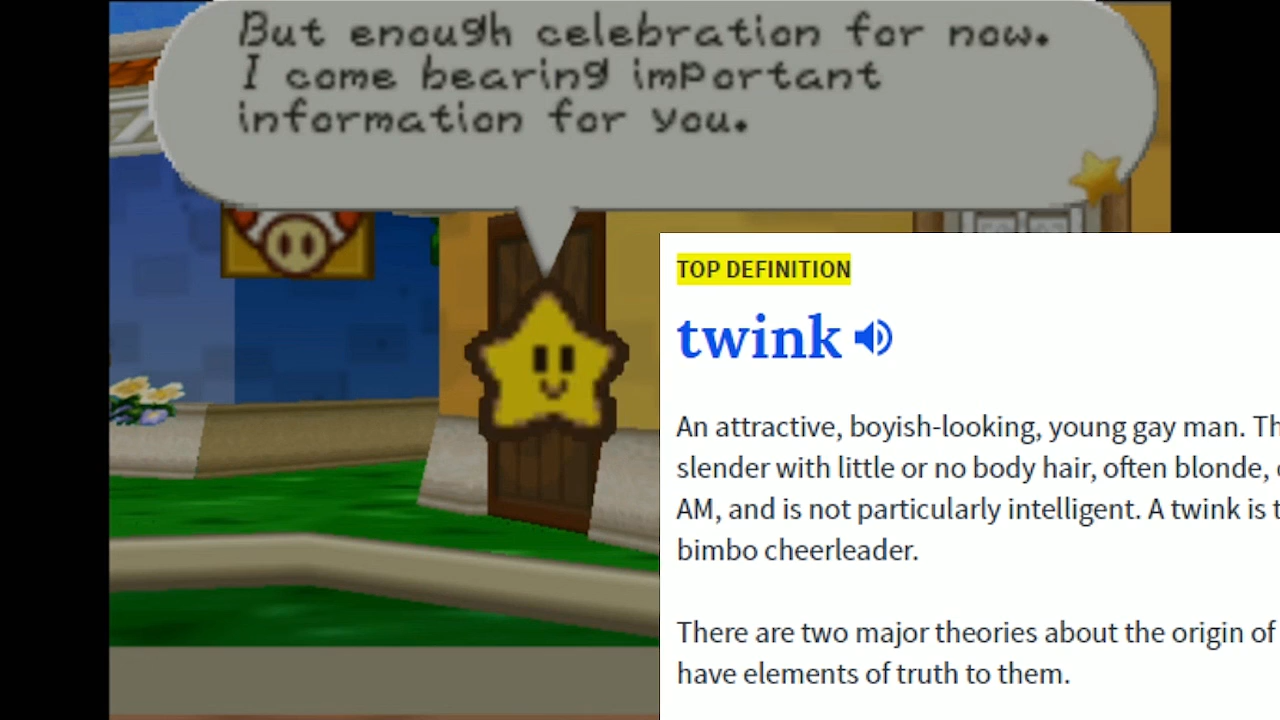 But enough celebration for now.
I come bearing important
information for you.
TOP DEFINITION
twink
An attractive, boyish-looking, young gay man. Th
slender with little or no body hair, often blonde,
AM, and is not particularly intelligent. A twink is t
bimbo cheerleader.
There are two major theories about the origin of
have elements of truth to them.